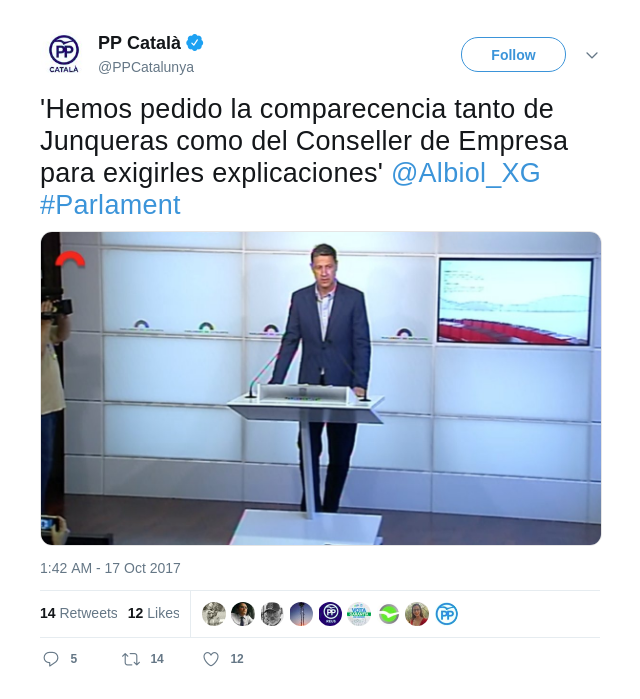 PP Català
@PPCatalunya
Follow
CATALÀ
'Hemos pedido la comparecencia tanto de
Junqueras como del Conseller de Empresa
para exigirles explicaciones' @Albiol_XG
#Parlament
1:42 AM - 17 Oct 2017
14 Retweets 12 Likes
5 14 12